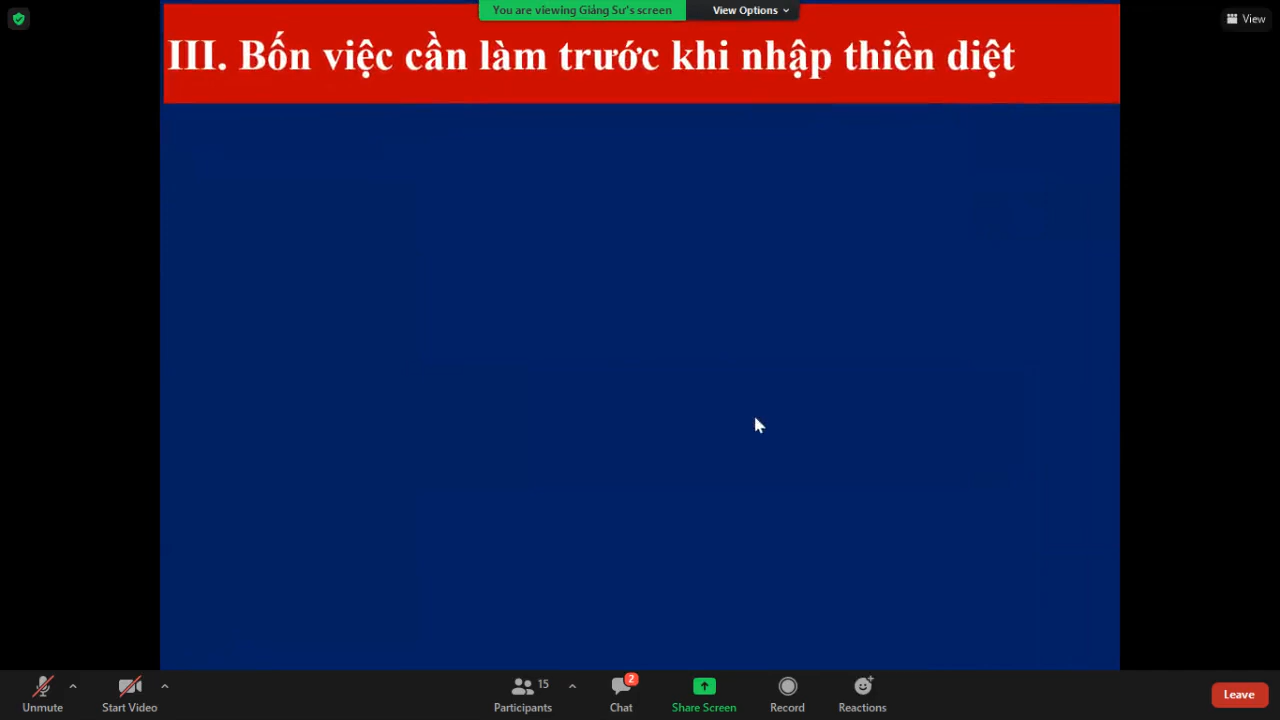 You are viewing Giảng Sư's screen
View Options
View
III. Bốn việc cần làm trước khi nhập thiền diệt
Unmute
Start Video
15
Participants
2
Chat
Share Screen
Record
Reactions
Leave